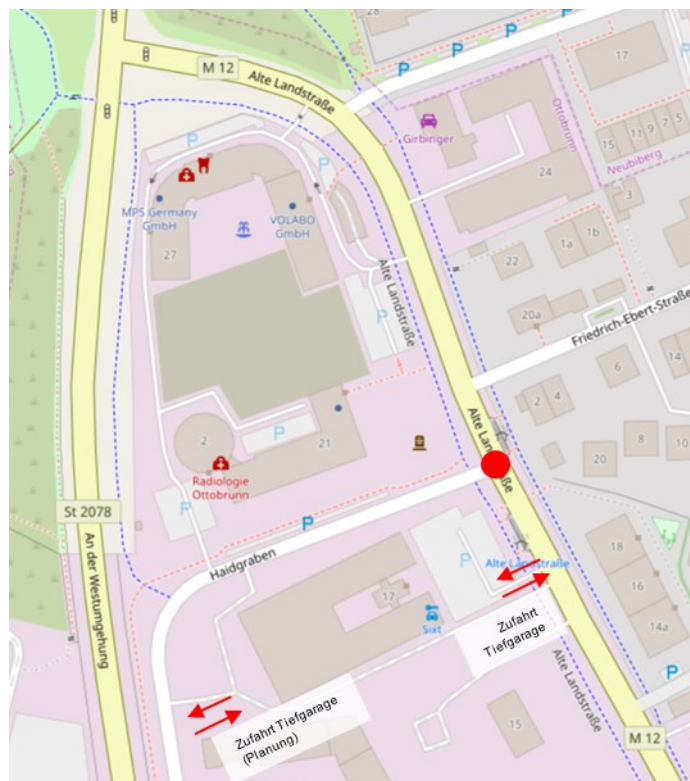 28
P
P
P
17
M 12
Alte Landstraße
Girbinger
Ottobrunn
15
11
9
7
5
Neubiberg
P
24
3
MPS Germany
GmbH
VOLABO
GmbH
27
1b
1a
22
Alte Landstraße
P
20a
Friedrich-Ebert-Straße
6
14
2
4
Alte Landstraße
2
P
21
8
10
20
Radiologie
Ottobrunn
P
St 2078
P
Haidgraben
P
Alte Landstraße
18
16
14a
An der Westumgehung
17
Sixt
Zufahrt
Tiefgarage
P
Alte Landstraße
Zufahrt Tiefgarage
(Planung)
15
M 12